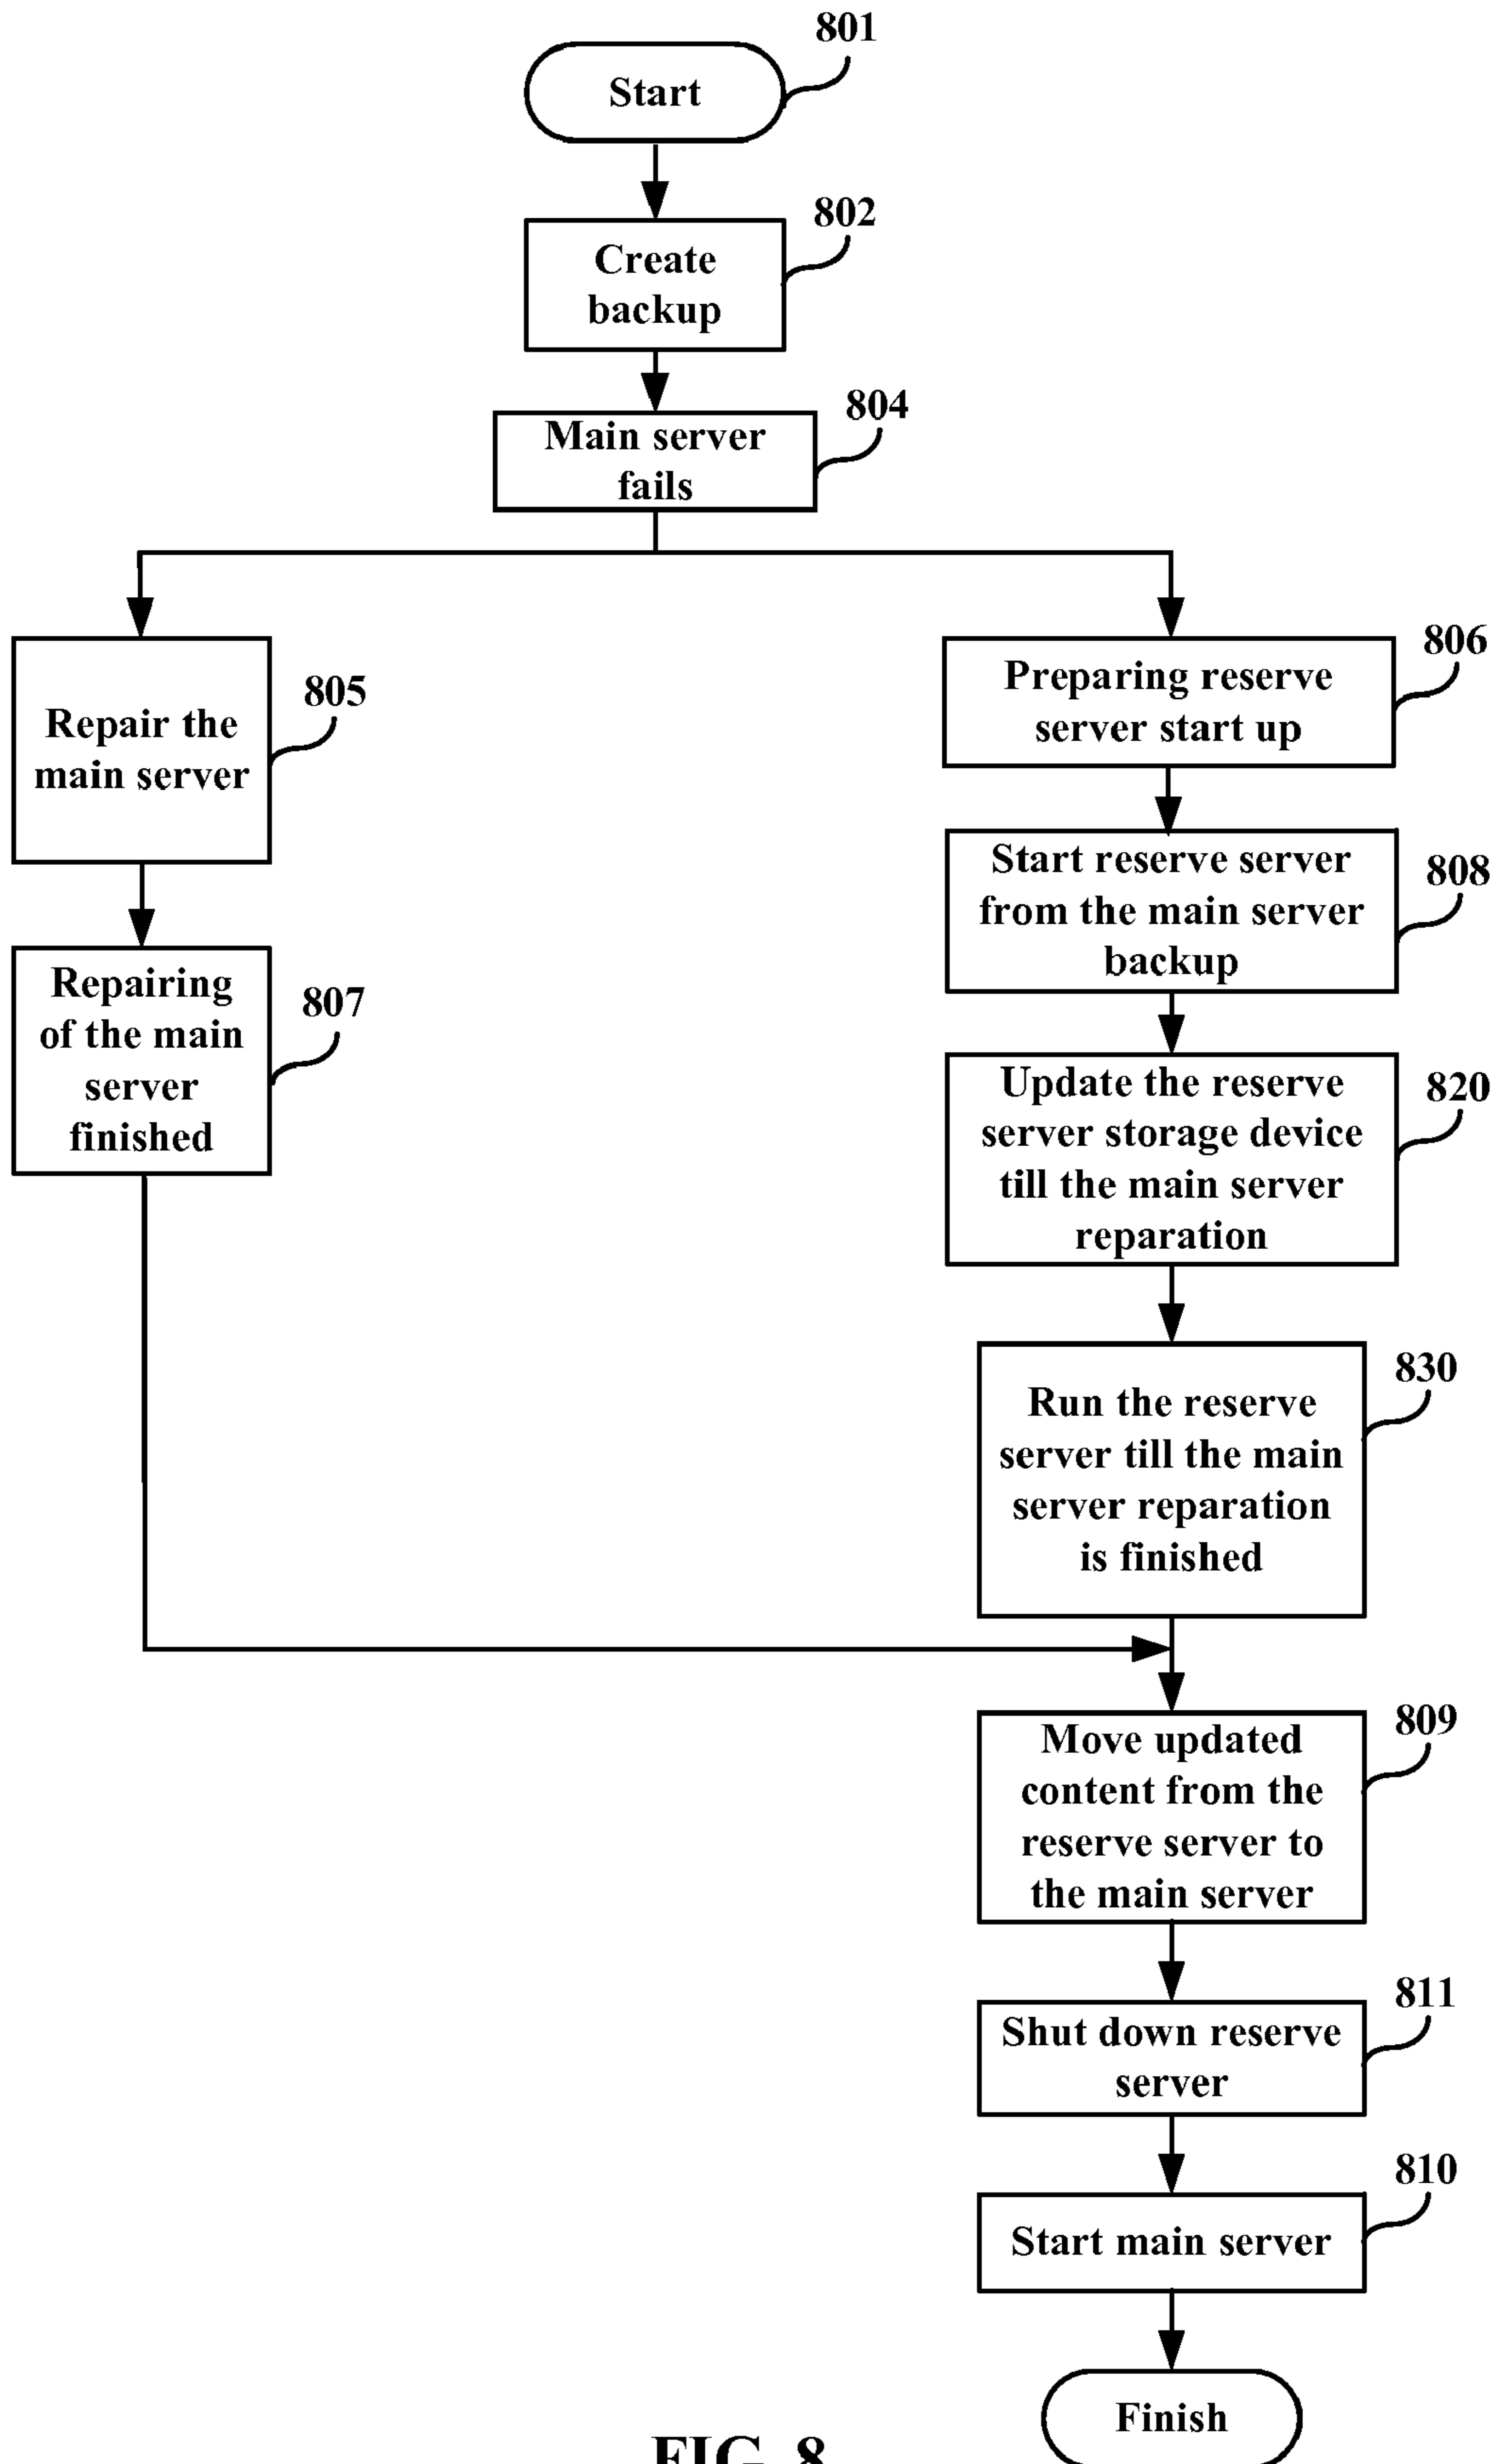 801
Start
802
Create
backup
804
Main server
fails
805
Repair the
main server
806
Preparing reserve
server start up
808
Start reserve server
from the main server
backup
807
Repairing
of the main
server
finished
820
Update the reserve
server storage device
till the main server
reparation
830
Run the reserve
server till the main
server reparation
is finished
809
Move updated
content from the
reserve server to
the main server
811
Shut down reserve
server
810
Start main server
Finish
FIG. 8